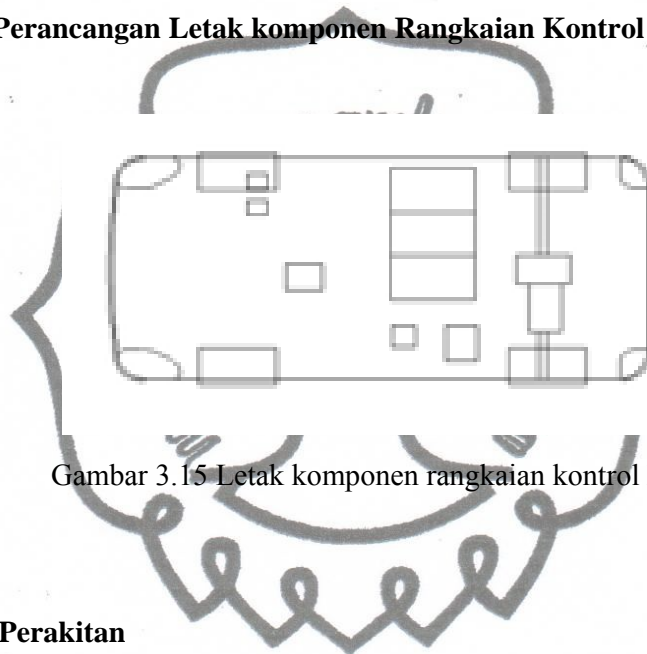 Perancangan Letak komponen Rangkaian Kontrol
Gambar 3.15 Letak komponen rangkaian kontrol
Perakitan